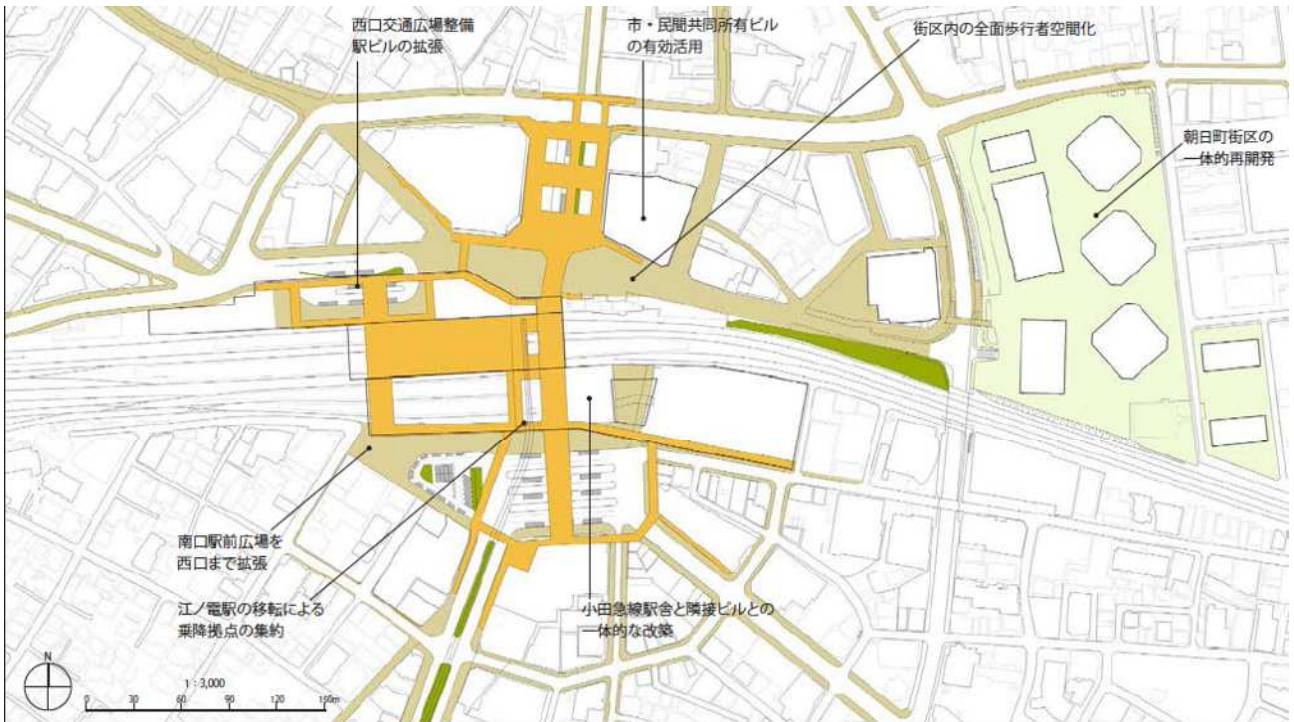 西口交通広場整備
駅ビルの拡張
市・民間共同所有ビル
の有効活用
街区内の全面歩行者空間化
朝日町街区の
一体的再開発
南口駅前広場を
西口まで拡張
江ノ電駅の移転による
乗降拠点の集約
小田急線駅舎と隣接ビルとの
一体的な改築
N
1:3,000
0 30 60 90 120 150m